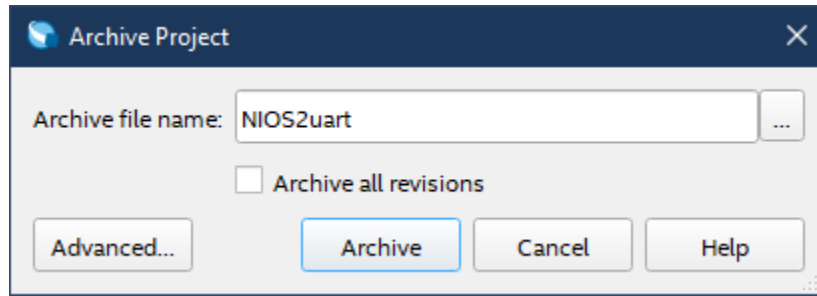 Archive Project
Archive file name: NIOS2uart ...
Archive all revisions
Advanced... Archive Cancel Help